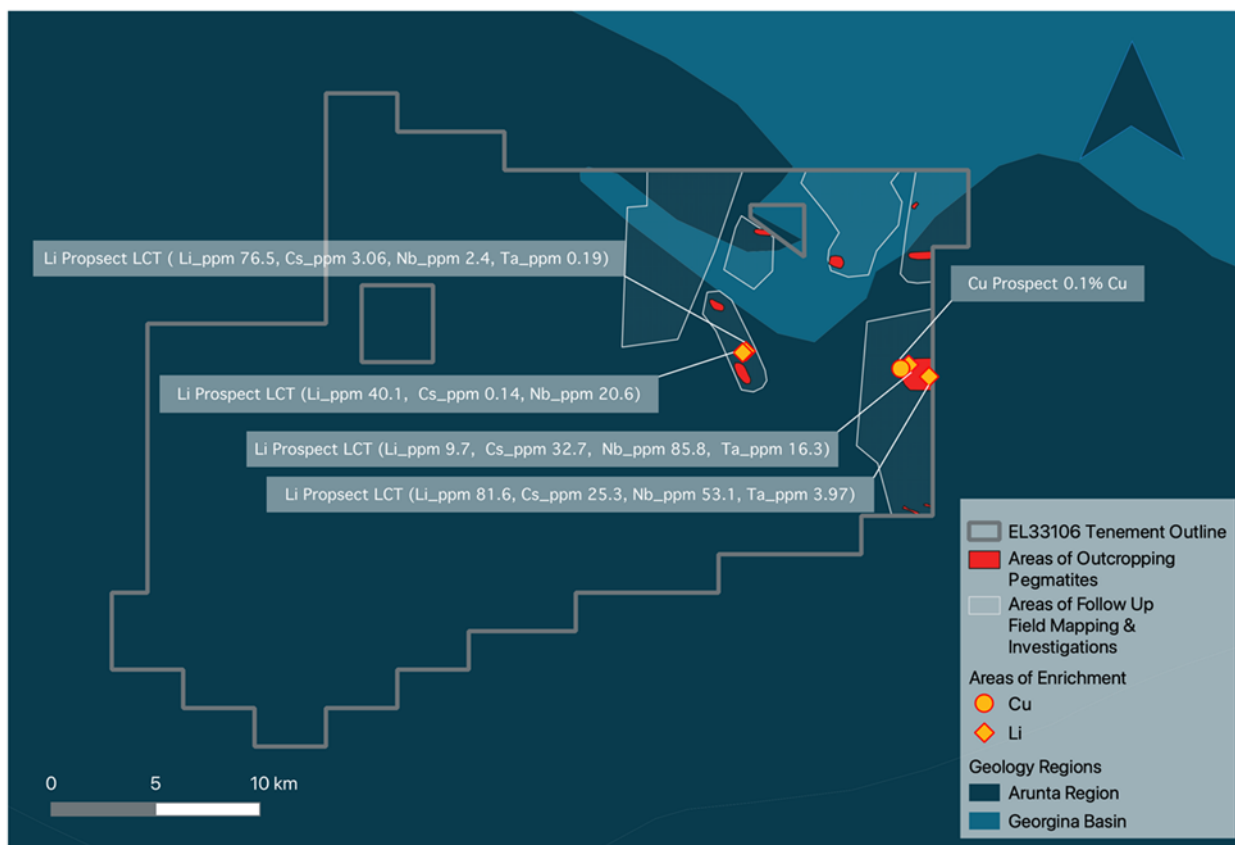 Li Propsect LCT ( Li_ppm 76.5, Cs_ppm 3.06, Nb_ppm 2.4, Ta_ppm 0.19)
Cu Prospect 0.1% Cu
Li Prospect LCT (Li_ppm 40.1, Cs_ppm 0.14, Nb_ppm 20.6)
Li Prospect LCT (Li_ppm 9.7, Cs_ppm 32.7, Nb_ppm 85.8, Ta_ppm 16.3)
Li Propsect LCT (Li_ppm 81.6, Cs_ppm 25.3, Nb_ppm 53.1, Ta_ppm 3.97)
EL33106 Tenement Outline
Areas of Outcropping
Pegmatites
Areas of Follow Up
Field Mapping &
Investigations
Areas of Enrichment
Cu
Li
Geology Regions
Arunta Region
Georgina Basin
0 5 10 km